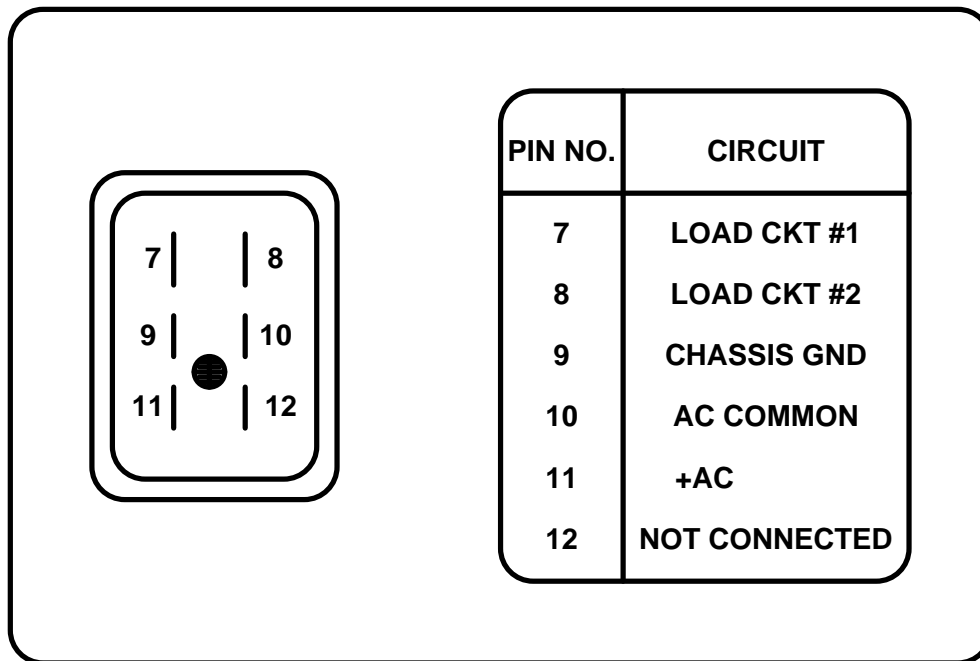 7 8
9 10
11 12
PIN NO. CIRCUIT
7 LOAD CKT #1
8 LOAD CKT #2
9 CHASSIS GND
10 AC COMMON
11 +AC
12 NOT CONNECTED